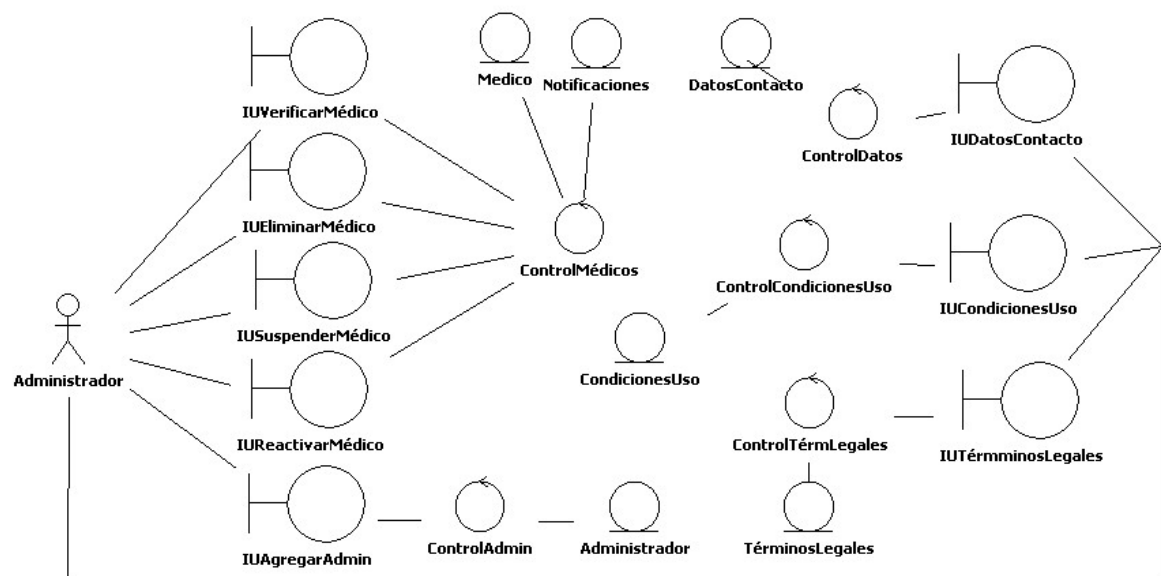 IUVerificarMédico
Medico
Notificaciones
DatosContacto
ControlDatos
IUDatosContacto
IUEliminarMédico
ControlMédicos
ControlCondicionesUso
IUCondicionesUso
IUSuspenderMédico
CondicionesUso
Administrador
IUReactivarMédico
ControlTérmLegales
IUTérmminosLegales
IUAgregarAdmin
ControlAdmin
Administrador
TérminosLegales